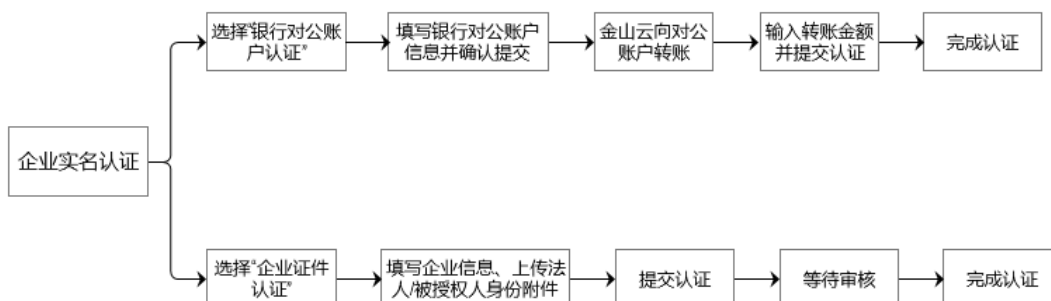 选择“银行对公账
户认证”
填写银行对公账户
信息并确认提交
金山云向对公
账户转账
输入转账金额
并提交认证
完成认证
企业实名认证
选择“企业证件
认证”
填写企业信息、上传法
人/被授权人身份附件
提交认证
等待审核
完成认证